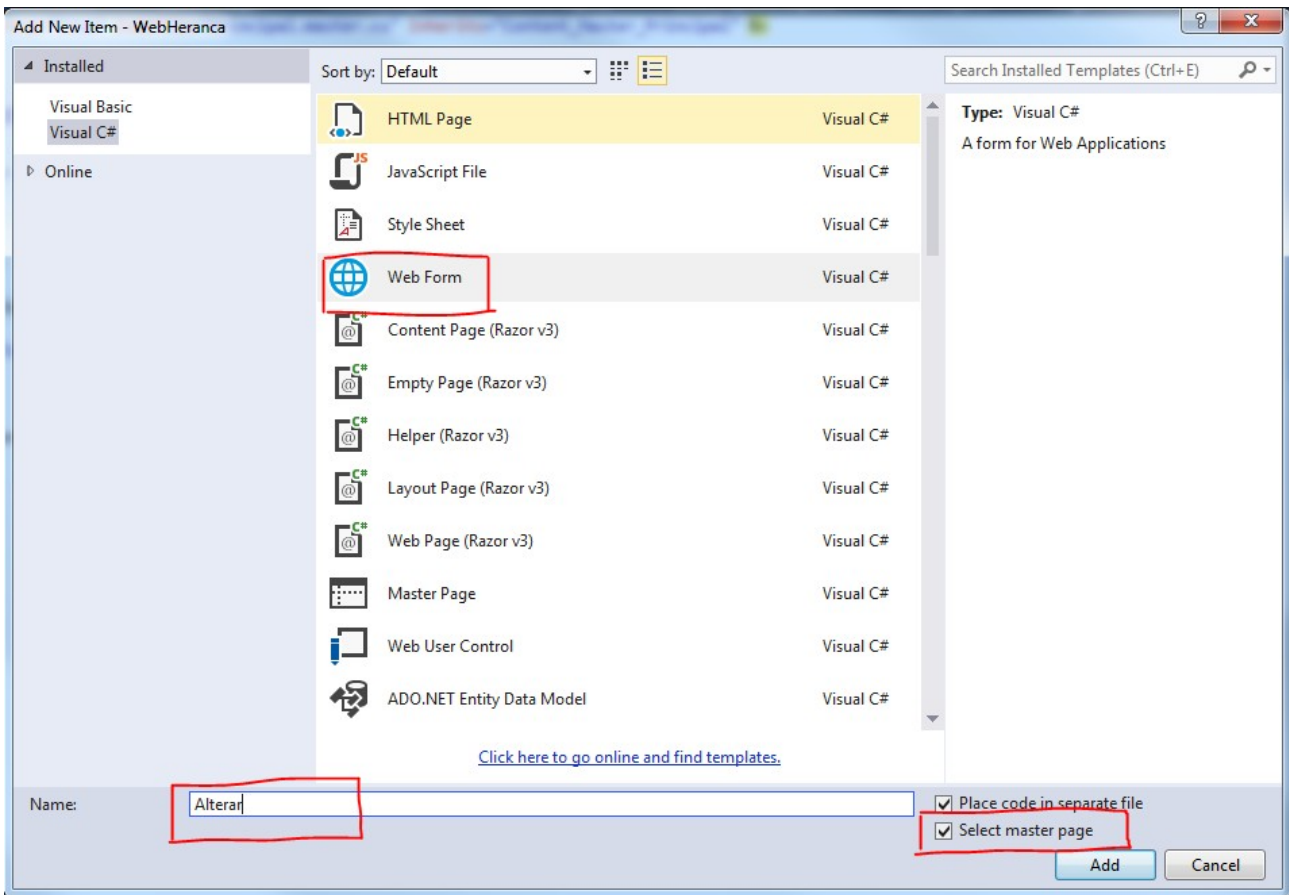 Add New Item - WebHeranca
Installed
Sort by: Default
Search Installed Templates (Ctrl+E)
Visual Basic
Visual C#
Online
HTML Page Visual C#
JavaScript File Visual C#
Style Sheet Visual C#
Web Form Visual C#
Content Page (Razor v3) Visual C#
Empty Page (Razor v3) Visual C#
Helper (Razor v3) Visual C#
Layout Page (Razor v3) Visual C#
Web Page (Razor v3) Visual C#
Master Page Visual C#
Web User Control Visual C#
ADO.NET Entity Data Model Visual C#
Click here to go online and find templates.
Type: Visual C#
A form for Web Applications
Name: Alterar
Place code in separate file
Select master page
Add Cancel